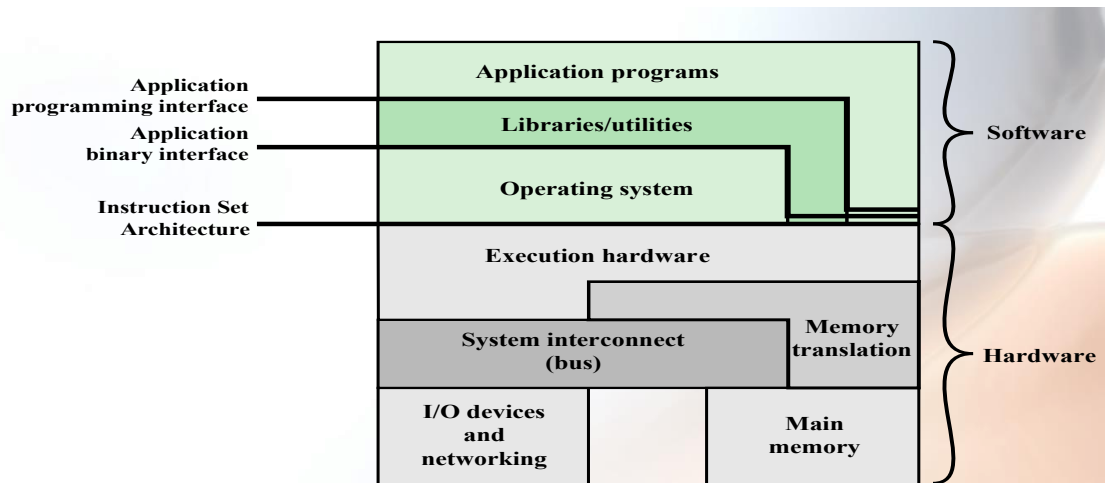 Application programs
Application
programming interface
Libraries/utilities
Application
binary interface
Operating system
Instruction Set
Architecture
Software
Execution hardware
Memory
translation
System interconnect
(bus)
Hardware
I/O devices
and
networking
Main
memory